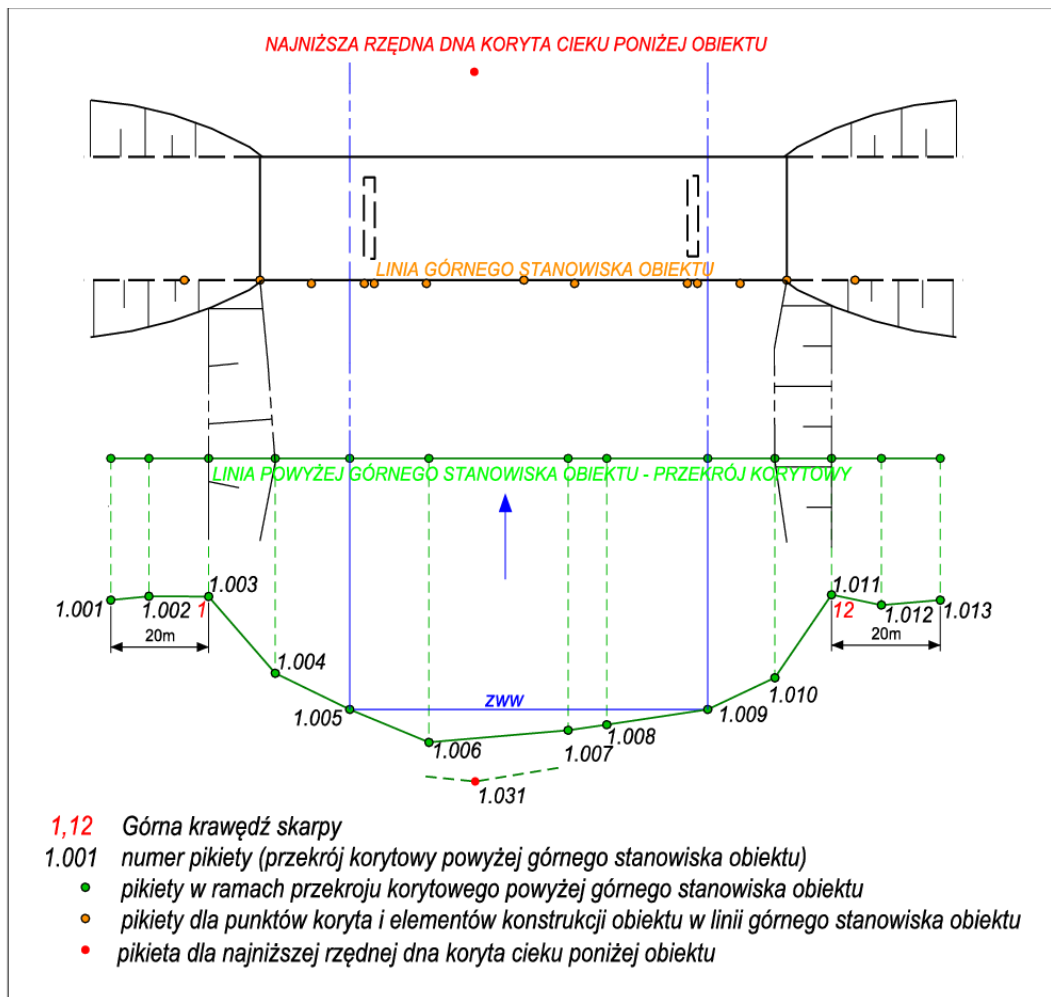 NAJNIŻSZA RZĘDNA DNA KORYTA CIEKU PONIŻEJ OBIEKTU
LINIA GÓRNEGO STANOWISKA OBIEKTU
LINIA POWYŻEJ GÓRNEGO STANOWISKA OBIEKTU - PRZEKRÓJ KORYTOWY
1.001
1.002
1
1.003
20m
1.004
1.005
ZWW
1.006
1.007
1.008
1.009
1.010
1.011
12
1.012
1.013
20m
1.031
1,12 Górna krawędź skarpy
1.001 numer pikiety (przekrój korytowy powyżej górnego stanowiska obiektu)
pikiety w ramach przekroju korytowego powyżej górnego stanowiska obiektu
pikiety dla punktów koryta i elementów konstrukcji obiektu w linii górnego stanowiska obiektu
pikieta dla najniższej rzędnej dna koryta cieku poniżej obiektu